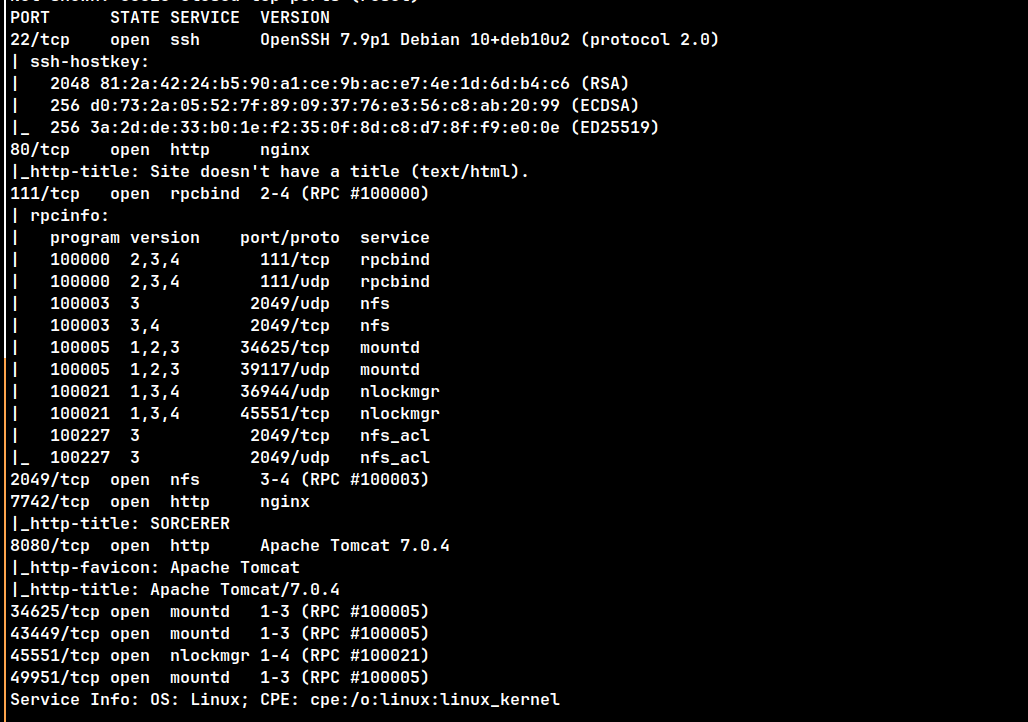 PORT      STATE SERVICE  VERSION
22/tcp    open  ssh      OpenSSH 7.9p1 Debian 10+deb10u2 (protocol 2.0)
| ssh-hostkey:
|   2048 81:2a:42:24:b5:90:a1:ce:9b:ac:e7:4e:1d:6d:b4:c6 (RSA)
|   256 d0:73:2a:05:52:7f:89:09:37:76:e3:56:c8:ab:20:99 (ECDSA)
|_  256 3a:2d:de:33:b0:1e:f2:35:0f:8d:c8:d7:8f:f9:e0:0e (ED25519)
80/tcp    open  http     nginx
|_http-title: Site doesn't have a title (text/html).
111/tcp   open  rpcbind  2-4 (RPC #100000)
| rpcinfo:
|   program version    port/proto  service
|   100000  2,3,4        111/tcp   rpcbind
|   100000  2,3,4        111/udp   rpcbind
|   100003  3           2049/udp   nfs
|   100003  3,4         2049/tcp   nfs
|   100005  1,2,3      34625/tcp   mountd
|   100005  1,2,3      39117/udp   mountd
|   100021  1,3,4      36944/udp   nlockmgr
|   100021  1,3,4      45551/tcp   nlockmgr
|   100227  3           2049/tcp   nfs_acl
|_  100227  3           2049/udp   nfs_acl
2049/tcp  open  nfs      3-4 (RPC #100003)
7742/tcp  open  http     nginx
|_http-title: SORCERER
8080/tcp  open  http     Apache Tomcat 7.0.4
|_http-favicon: Apache Tomcat
|_http-title: Apache Tomcat/7.0.4
34625/tcp open  mountd   1-3 (RPC #100005)
43449/tcp open  mountd   1-3 (RPC #100005)
45551/tcp open  nlockmgr 1-4 (RPC #100021)
49951/tcp open  mountd   1-3 (RPC #100005)
Service Info: OS: Linux; CPE: cpe:/o:linux:linux_kernel